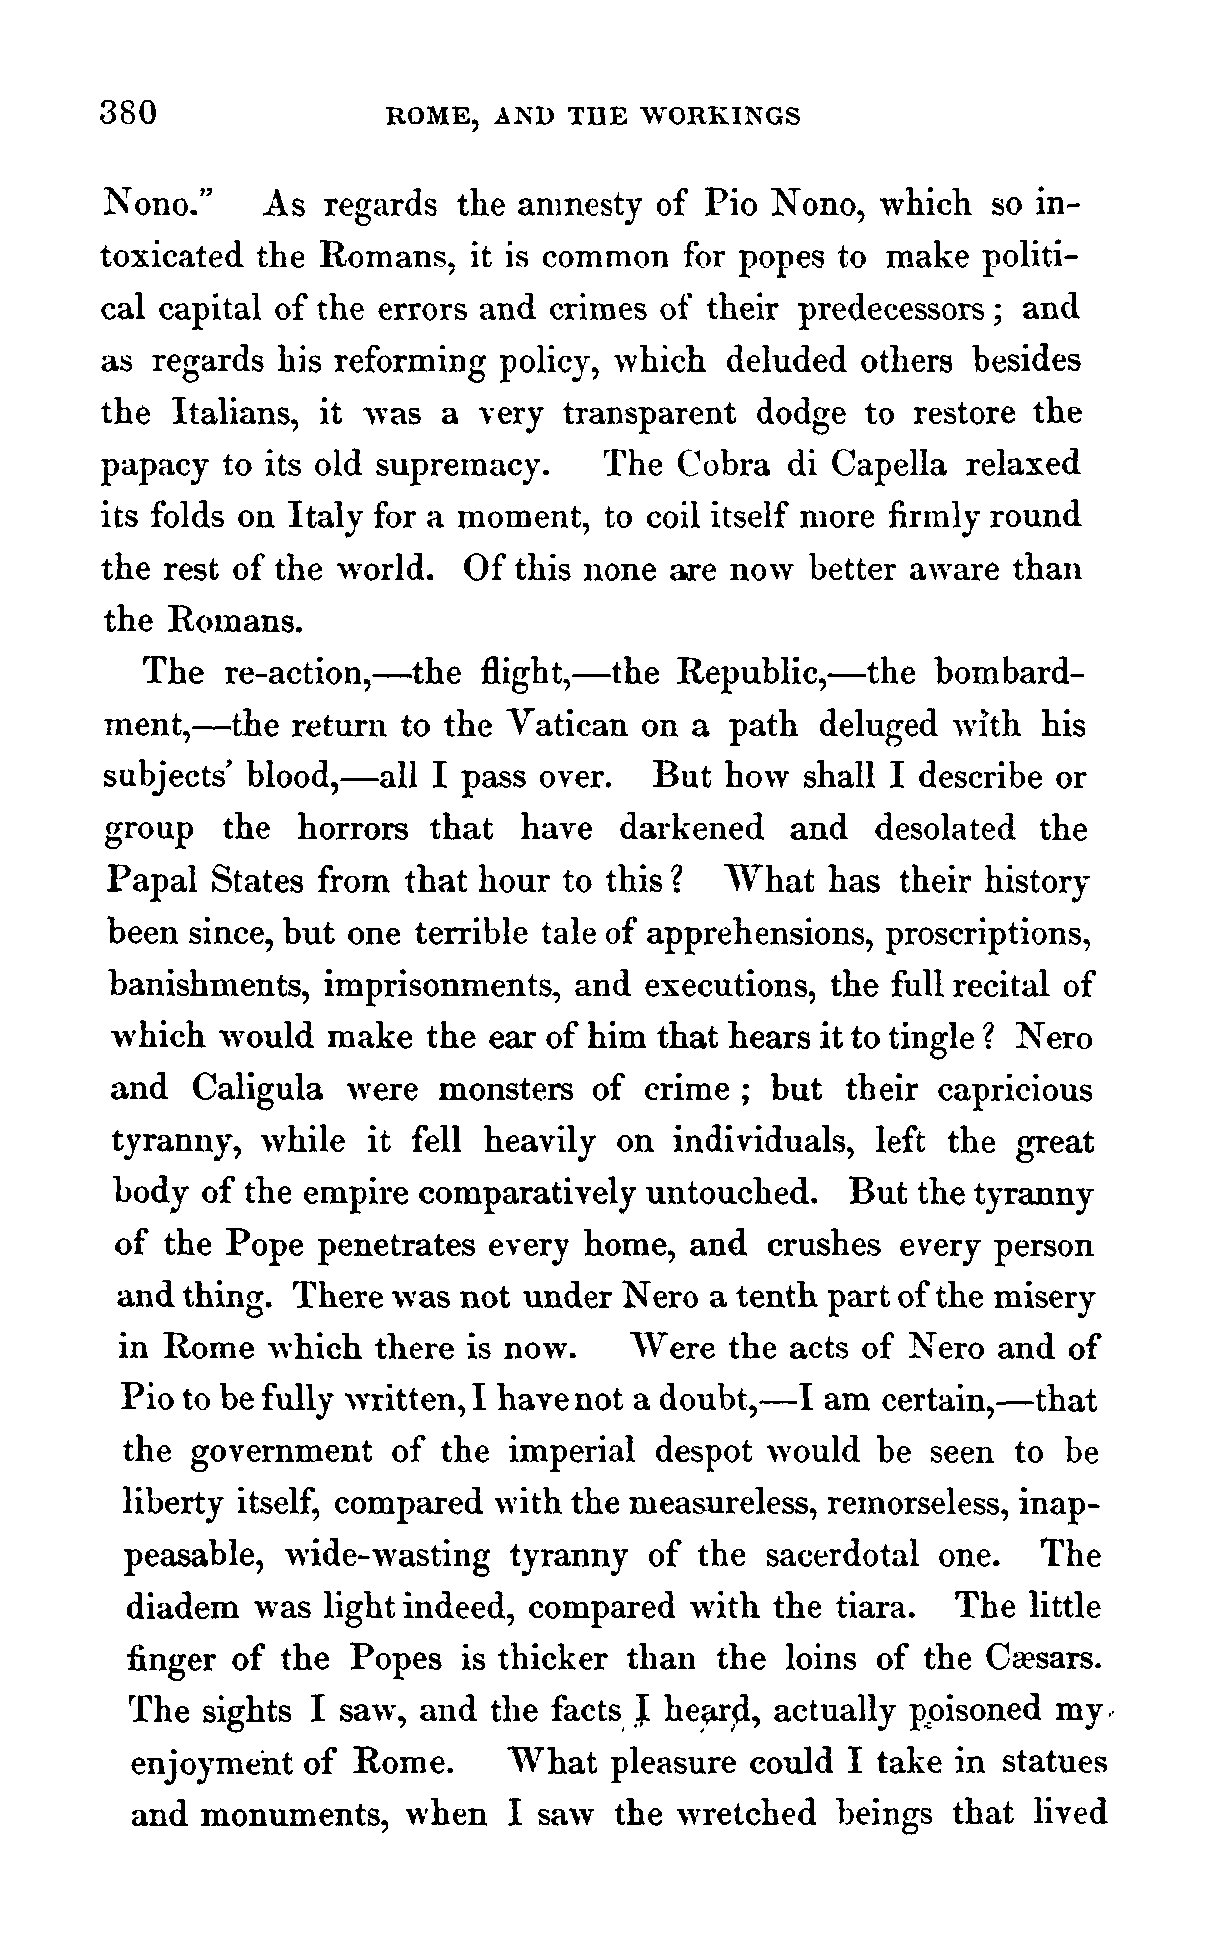 380 ROME, AND THE WORKINGS
Nono." As regards the amnesty of Pio Nono, which so in-
toxicated the Romans, it is common for popes to make politi-
cal capital of the errors and crimes of their predecessors; and
as regards his reforming policy, which deluded others besides
the Italians, it was a very transparent dodge to restore the
papacy to its old supremacy. The Cobra di Capella relaxed
its folds on Italy for a moment, to coil itself more firmly round
the rest of the world. Of this none are now better aware than
the Romans.
The re-action,—the flight,—the Republic,—the bombard-
ment,—the return to the Vatican on a path deluged with his
subjects' blood,—all I pass over. But how shall I describe or
group the horrors that have darkened and desolated the
Papal States from that hour to this? What has their history
been since, but one terrible tale of apprehensions, proscriptions,
banishments, imprisonments, and executions, the full recital of
which would make the ear of him that hears it to tingle? Nero
and Caligula were monsters of crime; but their capricious
tyranny, while it fell heavily on individuals, left the great
body of the empire comparatively untouched. But the tyranny
of the Pope penetrates every home, and crushes every person
and thing. There was not under Nero a tenth part of the misery
in Rome which there is now. Were the acts of Nero and of
Pio to be fully written, I have not a doubt,—I am certain,—that
the government of the imperial despot would be seen to be
liberty itself, compared with the measureless, remorseless, inap-
peasable, wide-wasting tyranny of the sacerdotal one. The
diadem was light indeed, compared with the tiara. The little
finger of the Popes is thicker than the loins of the Cæsars.
The sights I saw, and the facts I heard, actually poisoned my
enjoyment of Rome. What pleasure could I take in statues
and monuments, when I saw the wretched beings that lived